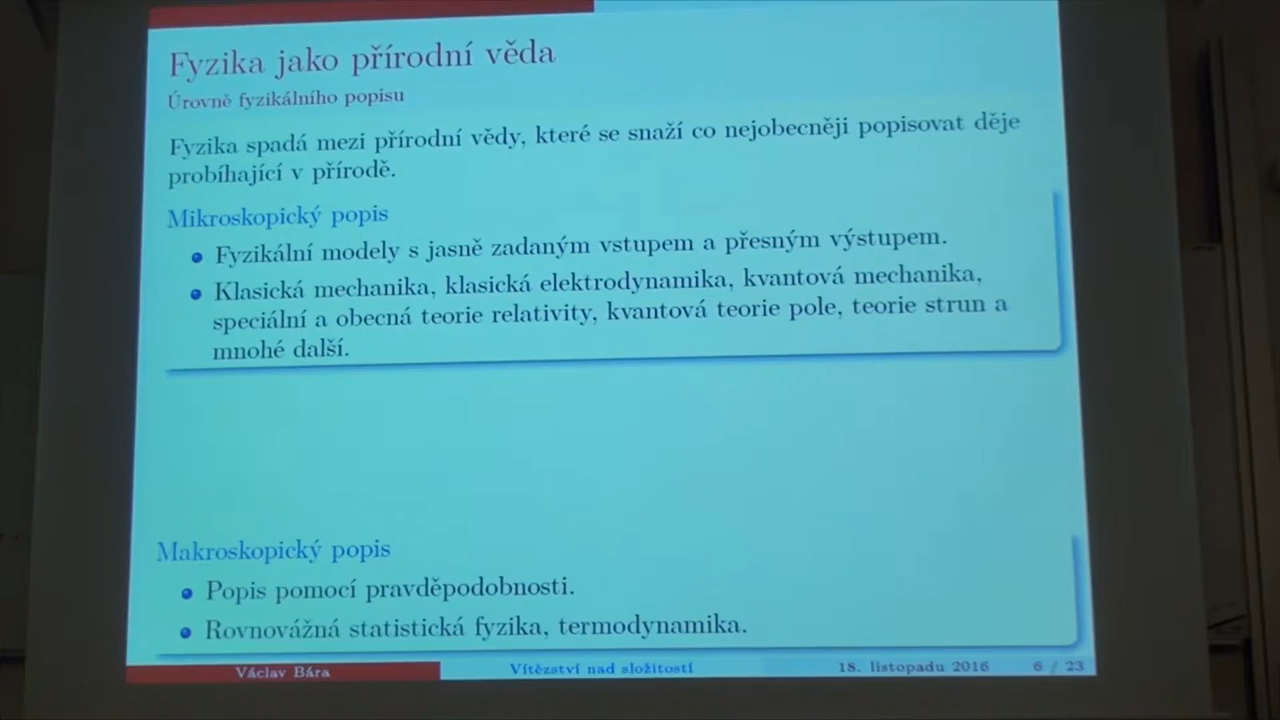 Fyzika jako přírodní věda
Úrovně fyzikálního popisu
Fyzika spadá mezi přírodní vědy, které se snaží co nejobecněji popisovat děje
probíhající v přírodě.
Mikroskopický popis
Fyzikální modely s jasně zadaným vstupem a přesným výstupem.
Klasická mechanika, klasická elektrodynamika, kvantová mechanika,
speciální a obecná teorie relativity, kvantová teorie pole, teorie strun a
mnohé další.
Makroskopický popis
Popis pomocí pravděpodobnosti.
Rovnovážná statistická fyzika, termodynamika.
Václav Bára Vítězství nad složitostí 18. listopadu 2016 6 / 23